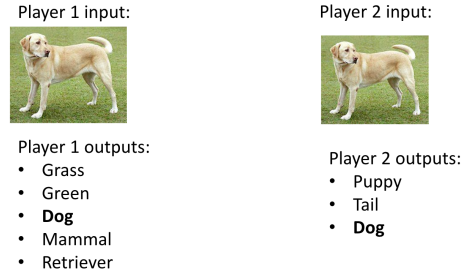 Player 1 input:
Player 2 input:
Player 1 outputs:
• Grass
• Green
• Dog
• Mammal
• Retriever
Player 2 outputs:
• Puppy
• Tail
• Dog